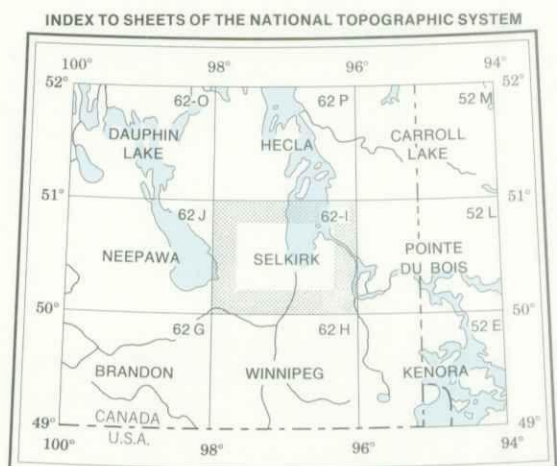 INDEX TO SHEETS OF THE NATIONAL TOPOGRAPHIC SYSTEM
100° 98° 96° 94°
52° 52°
62-O 62 P 52 M
DAUPHIN LAKE
HECLA
CARROLL LAKE
51° 51°
62 J 62-I 52 L
NEEPAWA
SELKIRK
POINTE DU BOIS
50° 50°
62 G 62 H 52 E
BRANDON WINNIPEG KENORA
49° 49°
CANADA
U.S.A.
100° 98° 96° 94°